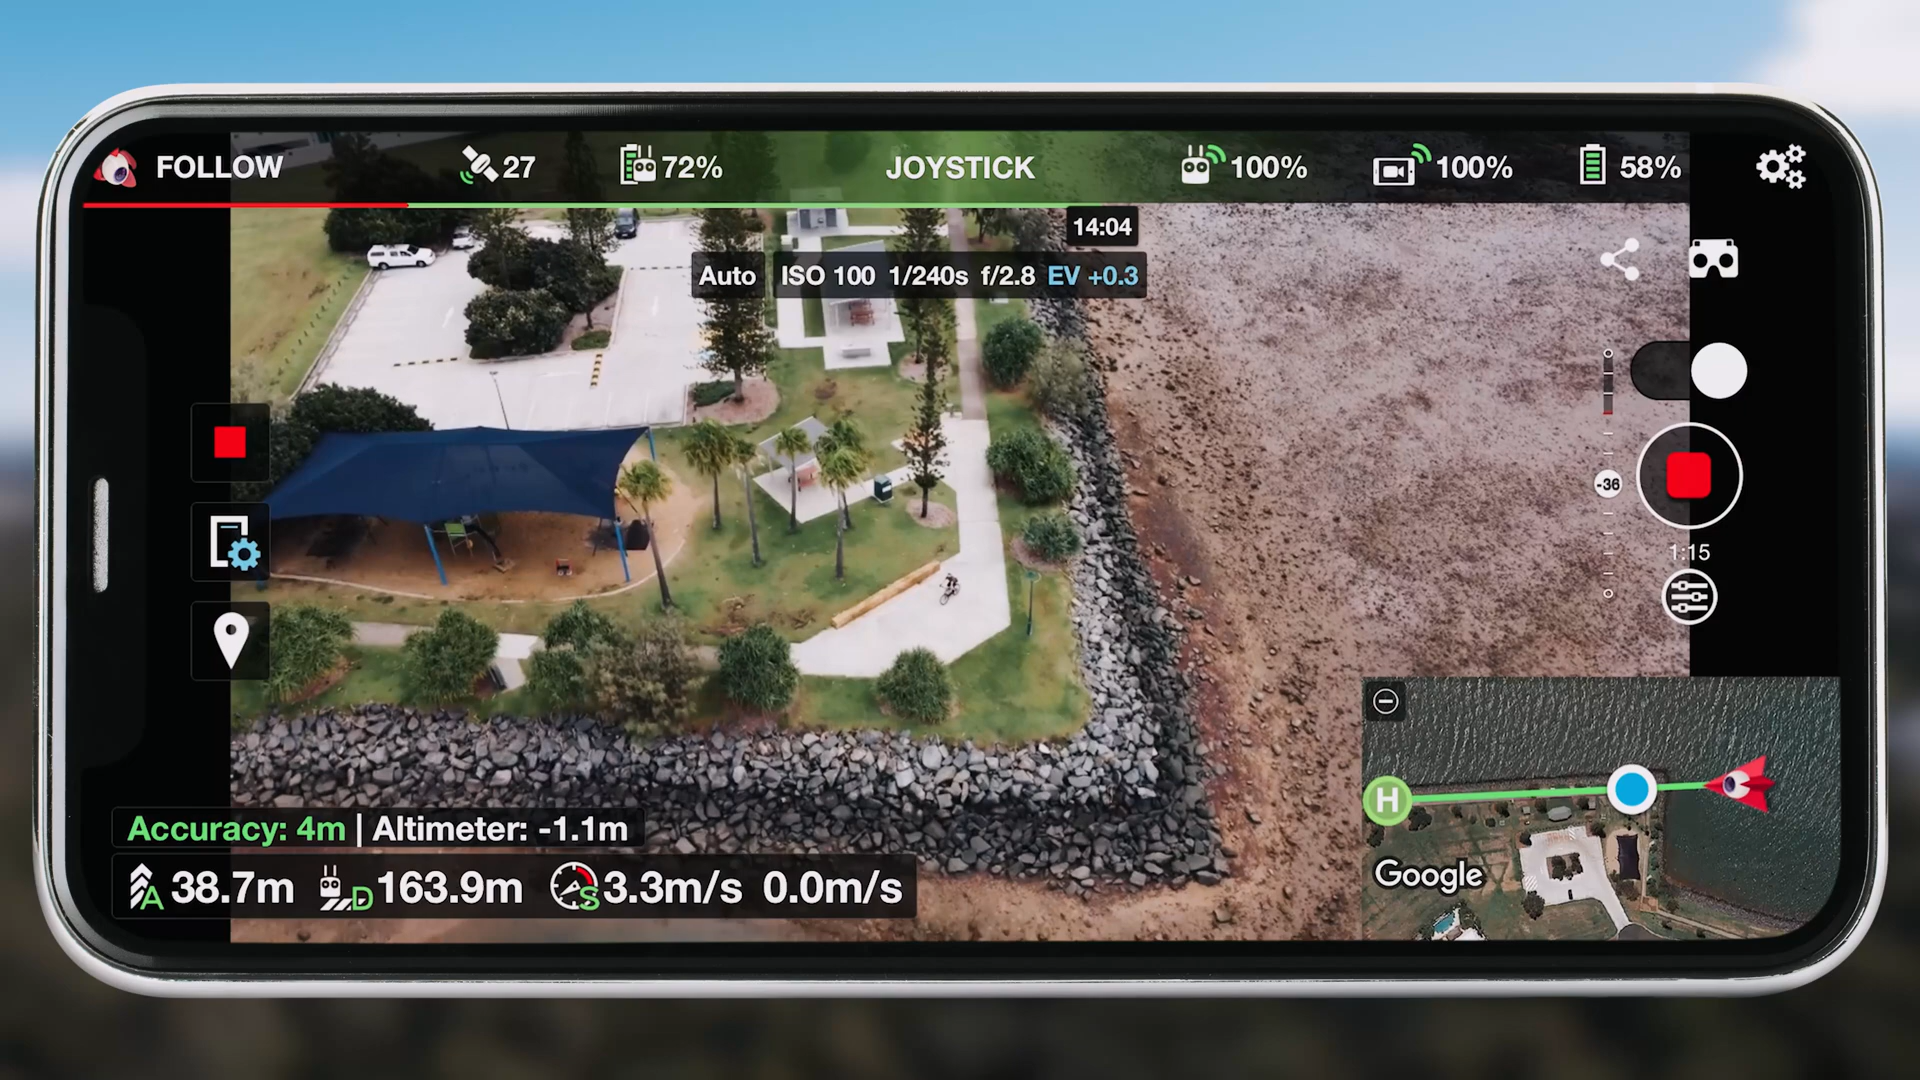 FOLLOW 27 72% JOYSTICK 100% 100% 58%
14:04
Auto ISO 100 1/240s f/2.8 EV +0.3
-36
1:15
H
Google
Accuracy: 4m | Altimeter: -1.1m
A 38.7m D 163.9m S 3.3m/s 0.0m/s